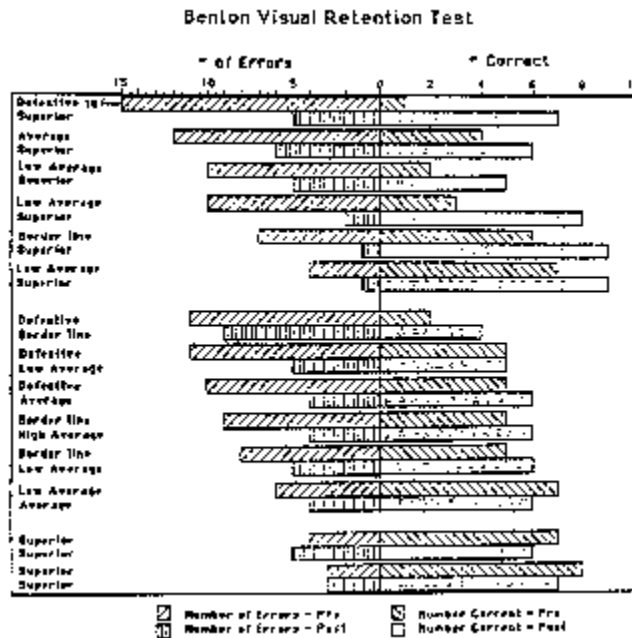 Benton Visual Retention Test
# of Errors
# Correct
15 10 5 0 2 4 6 8
Defective
Superior
Average
Superior
Low Average
Superior
Low Average
Superior
Border line
Superior
Low Average
Superior
Defective
Border line
Defective
Low Average
Defective
Average
Border line
High Average
Border line
Low Average
Low Average
Average
Superior
Superior
Superior
Superior
Number of Errors - Pre
Number Correct - Pre
Number of Errors - Post
Number Correct - Post